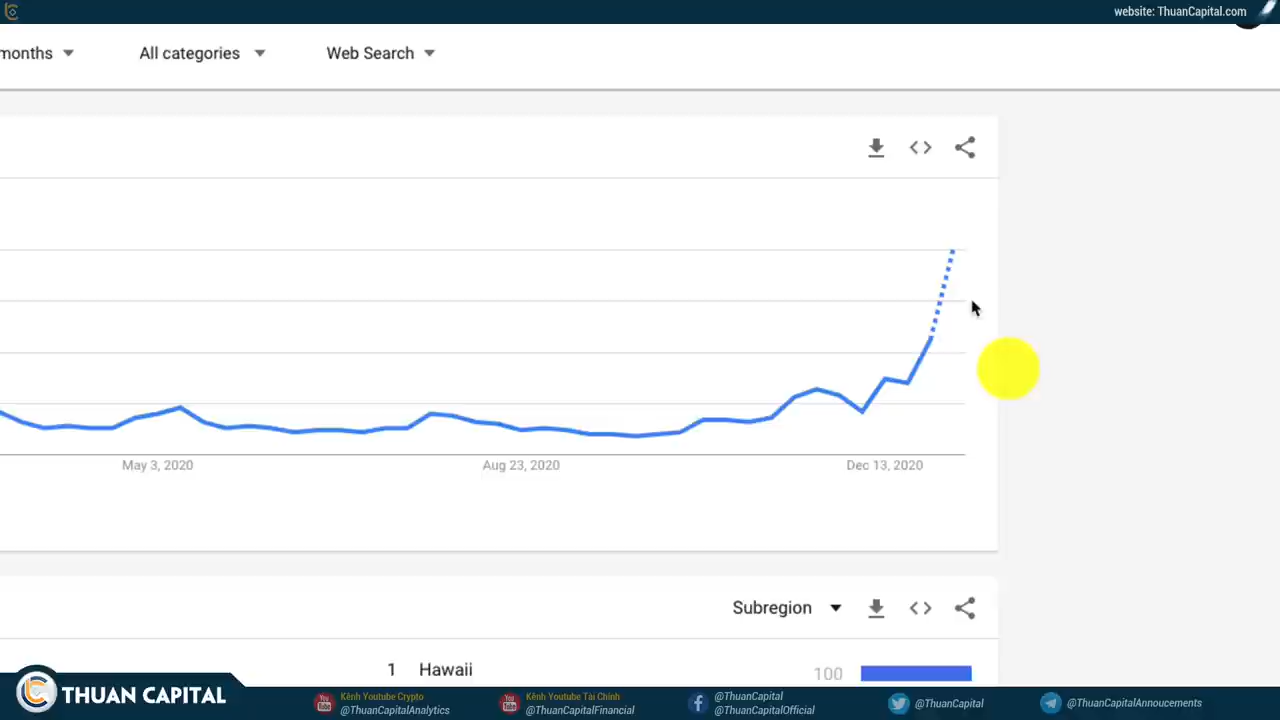 website: ThuanCapital.com
months
All categories
Web Search
May 3, 2020
Aug 23, 2020
Dec 13, 2020
Subregion
1 Hawaii 100
THUAN CAPITAL
Kênh Youtube Crypto
@ThuanCapitalAnalytics
Kênh Youtube Tài Chính
@ThuanCapitalFinancial
@ThuanCapital
@ThuanCapitalOfficial
@ThuanCapital
@ThuanCapitalAnnoucements